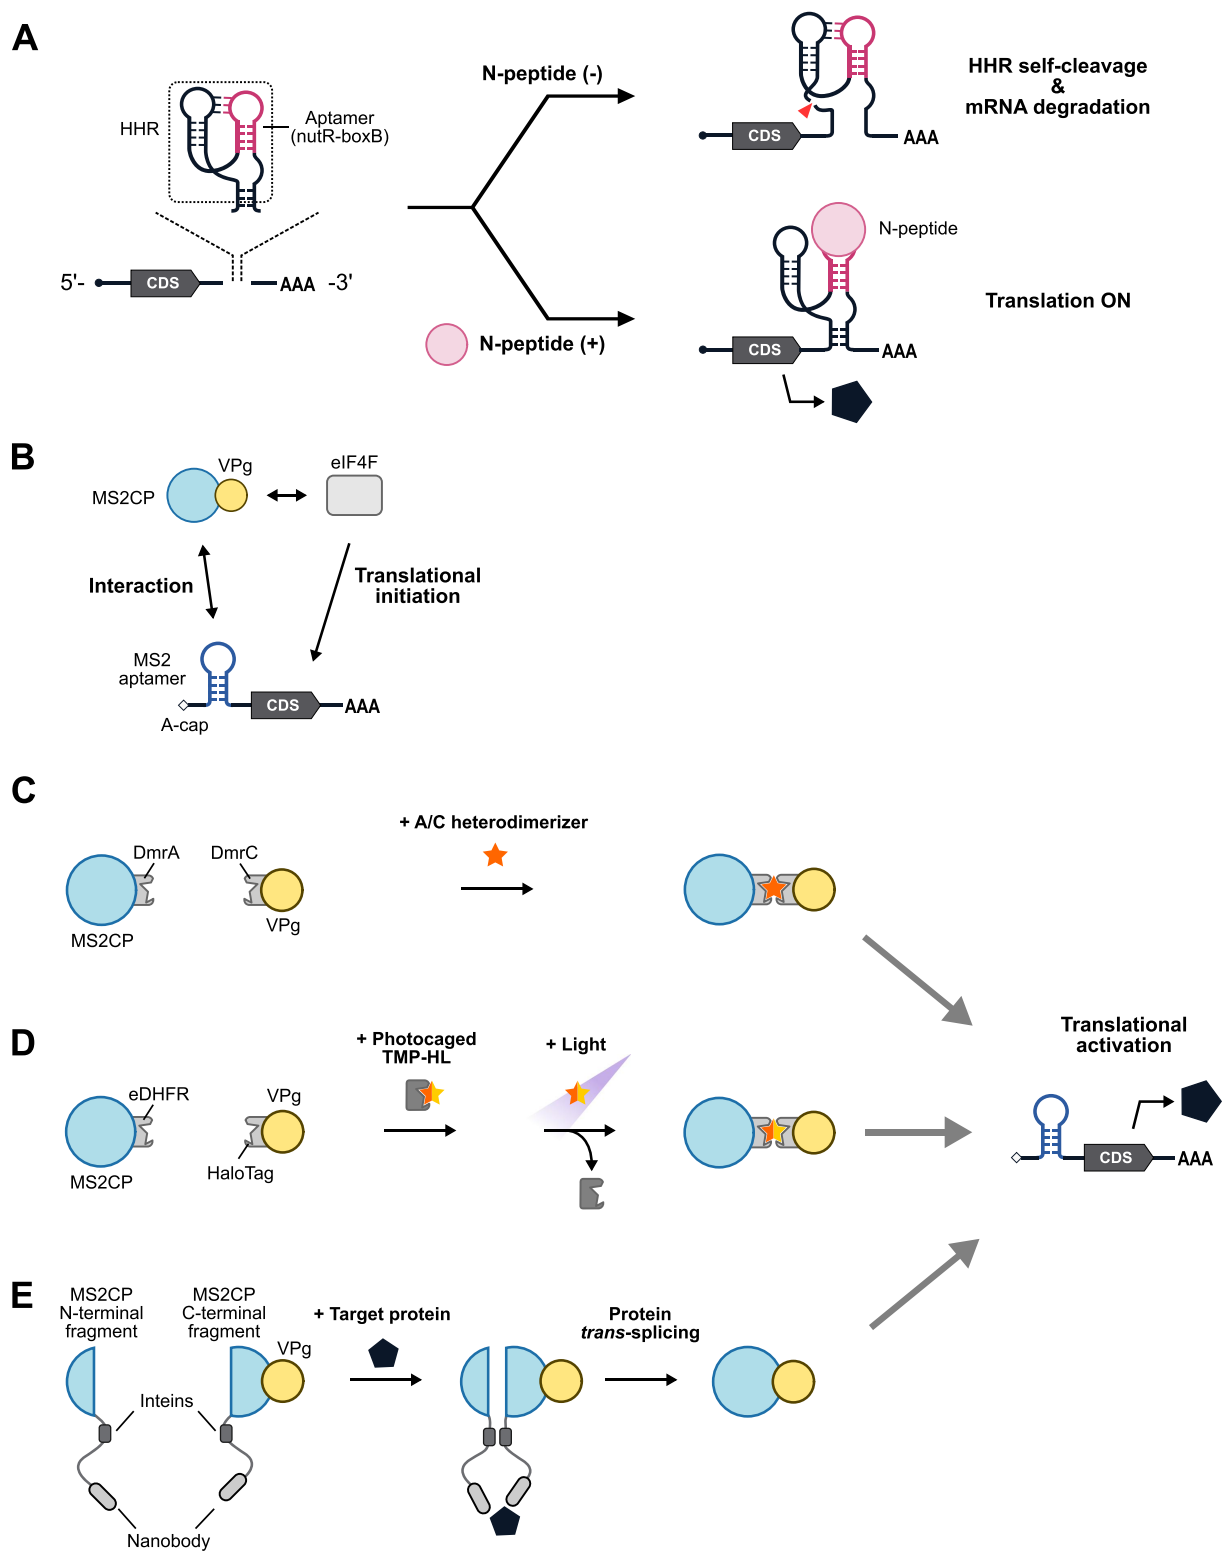 A
N-peptide (-)
HHR self-cleavage
&
mRNA degradation
HHR
Aptamer
(nutR-boxB)
CDS
AAA
N-peptide
5'-
CDS
AAA
-3'
Translation ON
N-peptide (+)
CDS
AAA
B
VPg
eIF4F
MS2CP
Interaction
Translational
initiation
MS2
aptamer
CDS
AAA
A-cap
C
+ A/C heterodimerizer
DmrA
DmrC
VPg
MS2CP
D
+ Photocaged
TMP-HL
+ Light
Translational
activation
eDHFR
VPg
HaloTag
MS2CP
CDS
AAA
E
MS2CP
N-terminal
fragment
MS2CP
C-terminal
fragment
VPg
+ Target protein
Protein
trans-splicing
Inteins
Nanobody